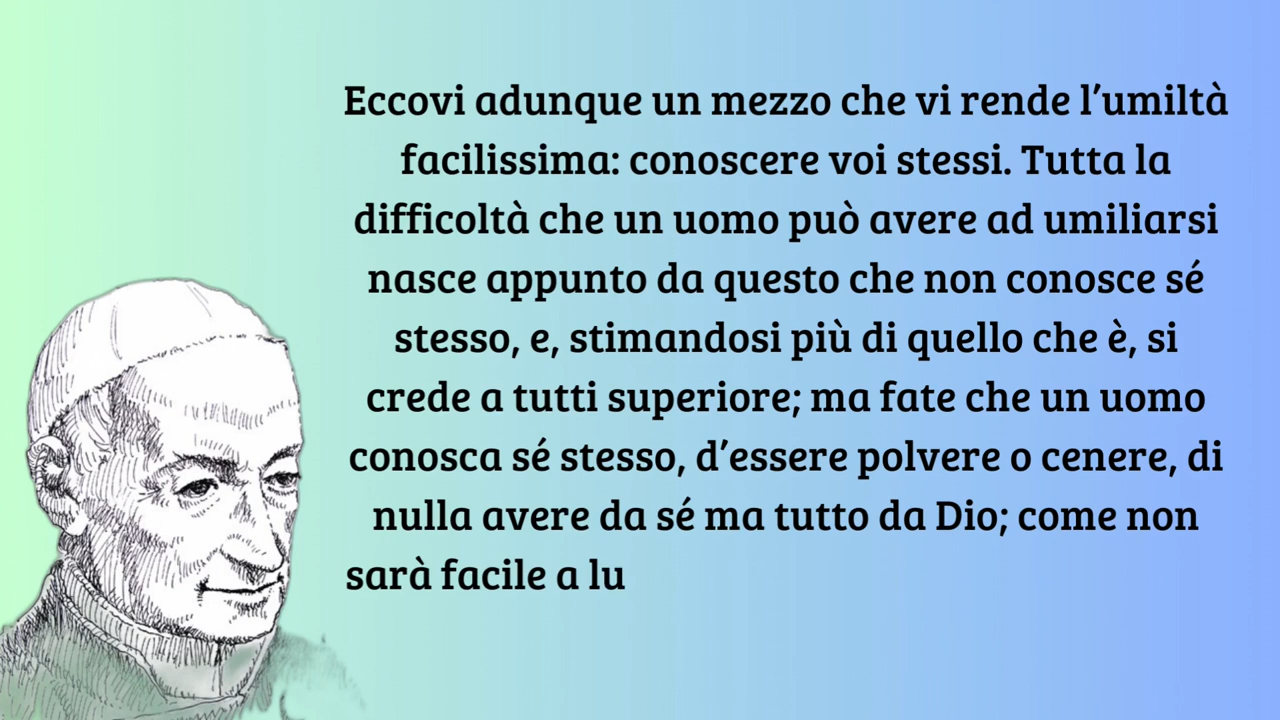 Eccovi adunque un mezzo che vi rende l’umiltà
facilissima: conoscere voi stessi. Tutta la
difficoltà che un uomo può avere ad umiliarsi
nasce appunto da questo che non conosce sé
stesso, e, stimandosi più di quello che è, si
crede a tutti superiore; ma fate che un uomo
conosca sé stesso, d’essere polvere o cenere, di
nulla avere da sé ma tutto da Dio; come non
sarà facile a lu